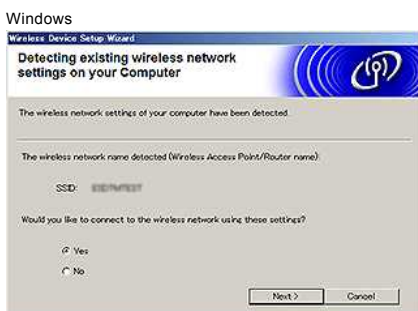 Windows
Wireless Device Setup Wizard
Detecting existing wireless network
settings on your Computer
The wireless network settings of your computer have been detected.
The wireless network name detected (Wireless Access Point/Router name):
SSID:
Would you like to connect to the wireless network using these settings?
Yes
No
Next >
Cancel